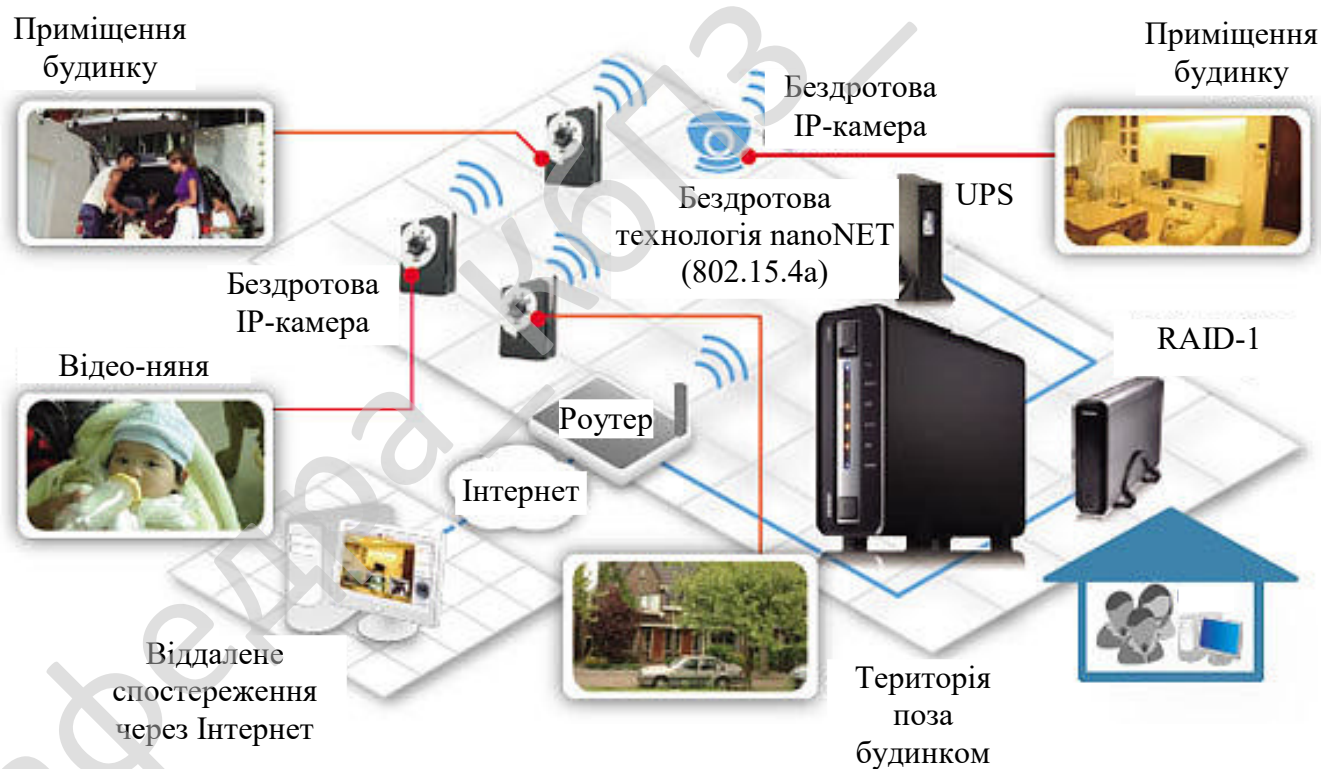 Приміщення
будинку
Приміщення
будинку
Бездротова
IP-камера
Бездротова
технологія nanoNET
(802.15.4a)
UPS
Бездротова
IP-камера
RAID-1
Відео-няня
Роутер
Інтернет
Віддалене
спостереження
через Інтернет
Територія
поза
будинком